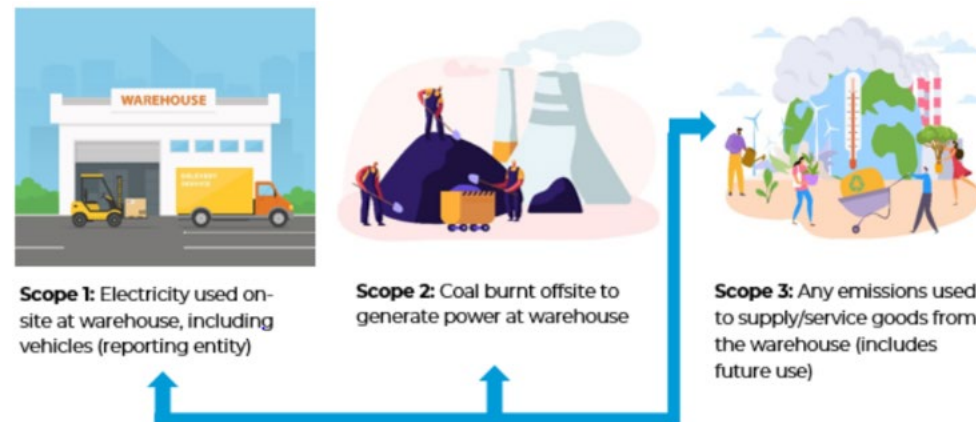 WAREHOUSE
DELIVERY
SERVICE
Scope 1: Electricity used on-
site at warehouse, including
vehicles (reporting entity)
Scope 2: Coal burnt offsite to
generate power at warehouse
Scope 3: Any emissions used
to supply/service goods from
the warehouse (includes
future use)